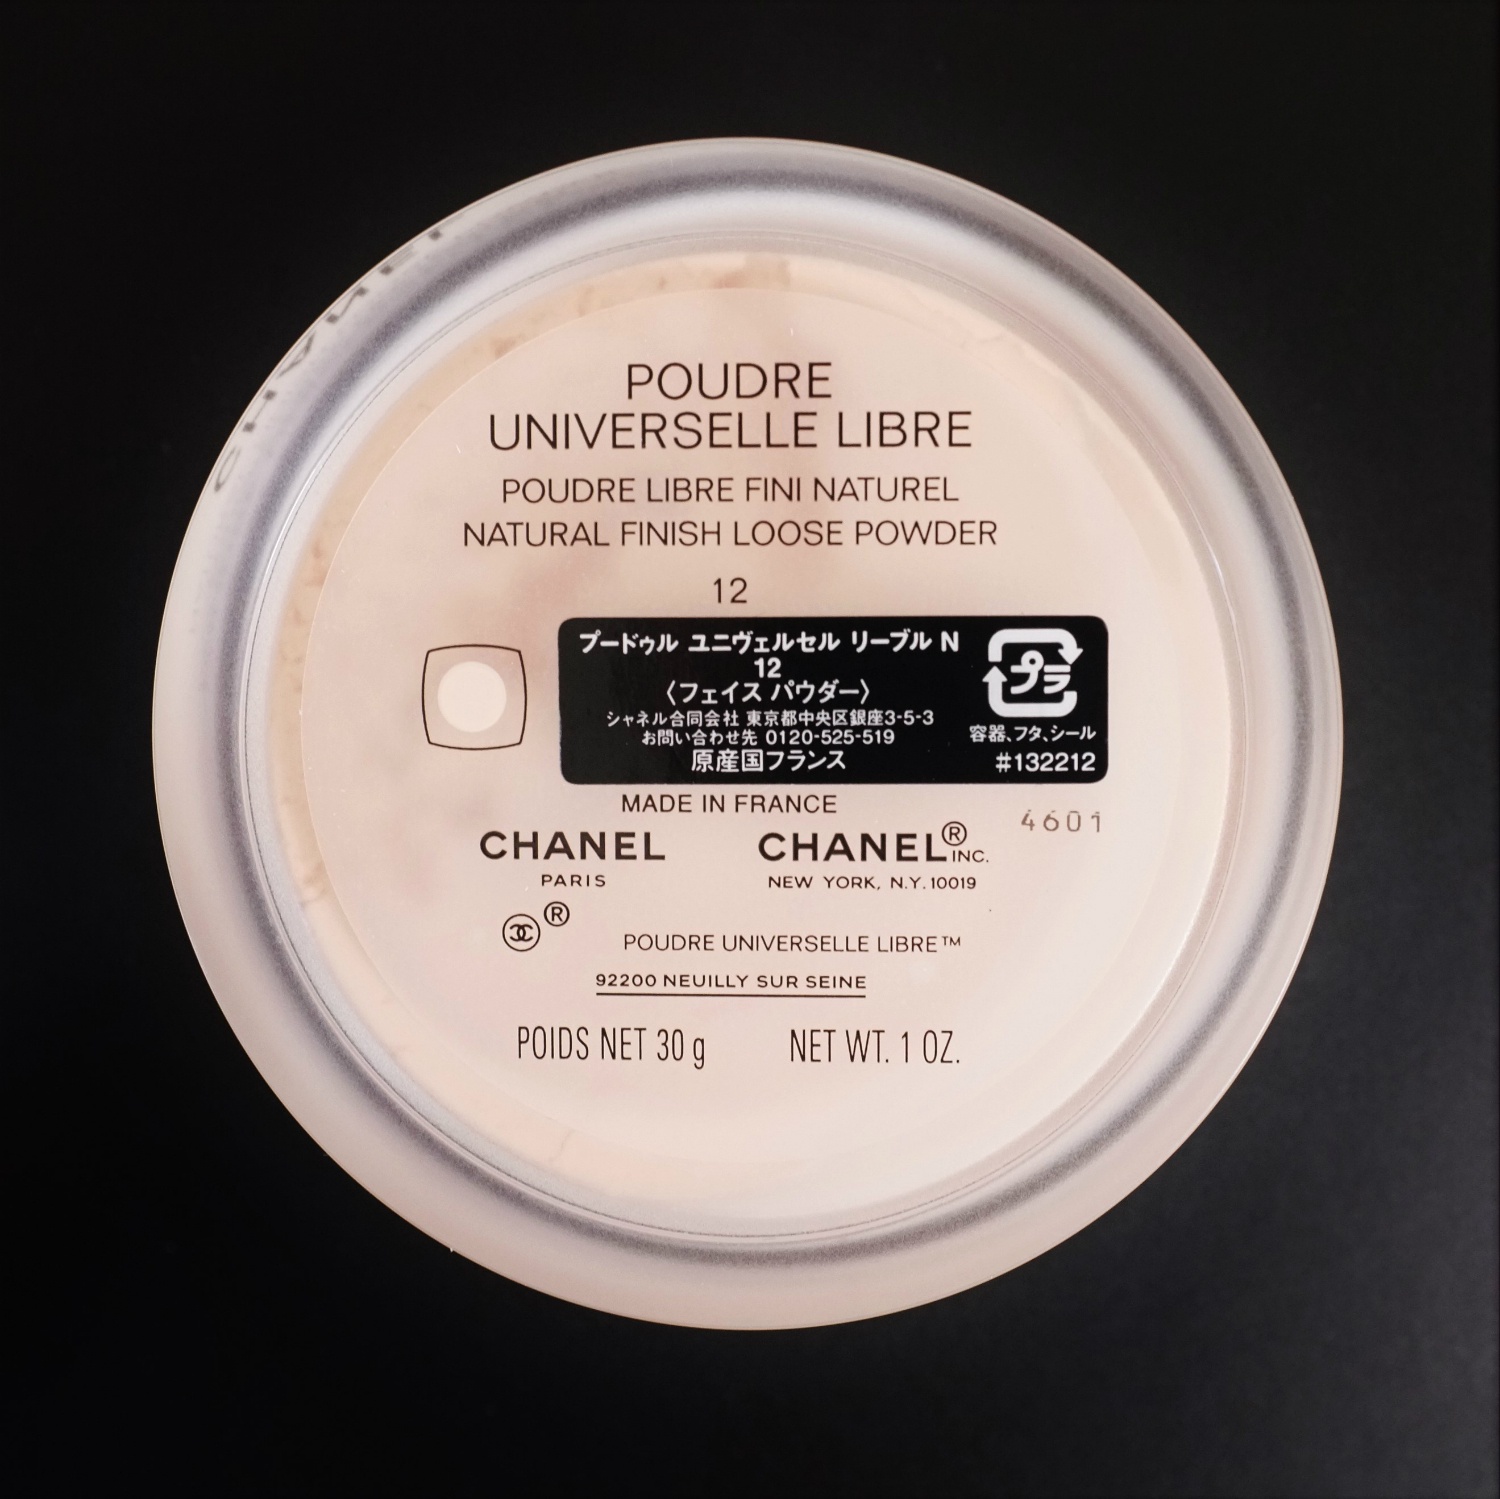 CHANEL
POUDRE
UNIVERSELLE LIBRE
POUDRE LIBRE FINI NATUREL
NATURAL FINISH LOOSE POWDER
12
プードゥル ユニヴェルセル リーブル N
12
〈フェイス パウダー〉
シャネル合同会社 東京都中央区銀座3-5-3
お問い合わせ先 0120-525-519
原産国フランス
プラ
容器、フタ、シール
#132212
MADE IN FRANCE
4601
CHANEL
PARIS
CHANEL® INC.
NEW YORK, N.Y. 10019
®
POUDRE UNIVERSELLE LIBRE™
92200 NEUILLY SUR SEINE
POIDS NET 30 g NET WT. 1 OZ.